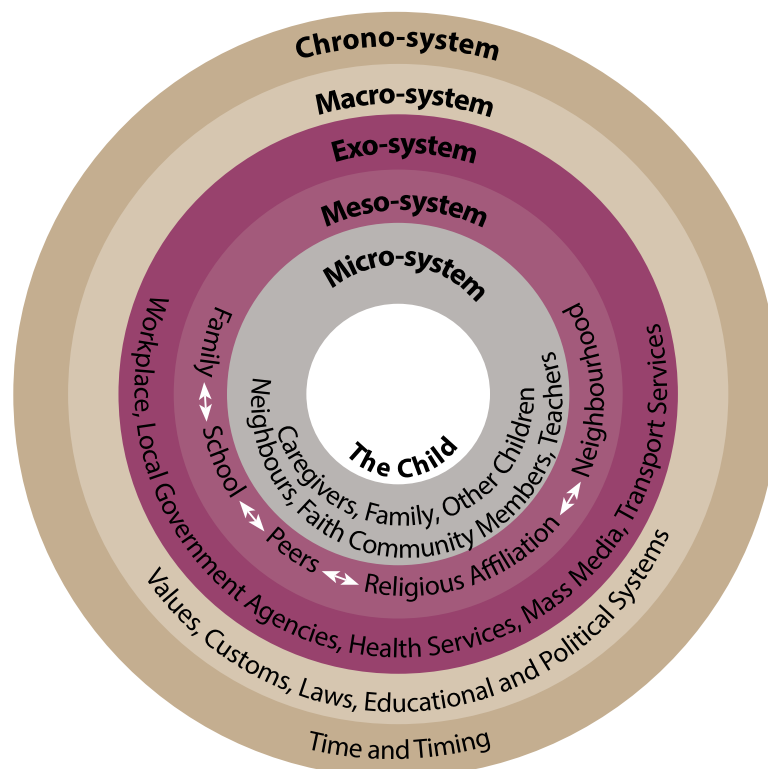 Chrono-system
Macro-system
Exo-system
Meso-system
Micro-system
The Child
Caregivers, Family, Other Children
Neighbours, Faith Community Members, Teachers
Family
School
Peers
Religious Affiliation
Neighbourhood
Workplace, Local Government Agencies, Health Services, Mass Media, Transport Services
Values, Customs, Laws, Educational and Political Systems
Time and Timing